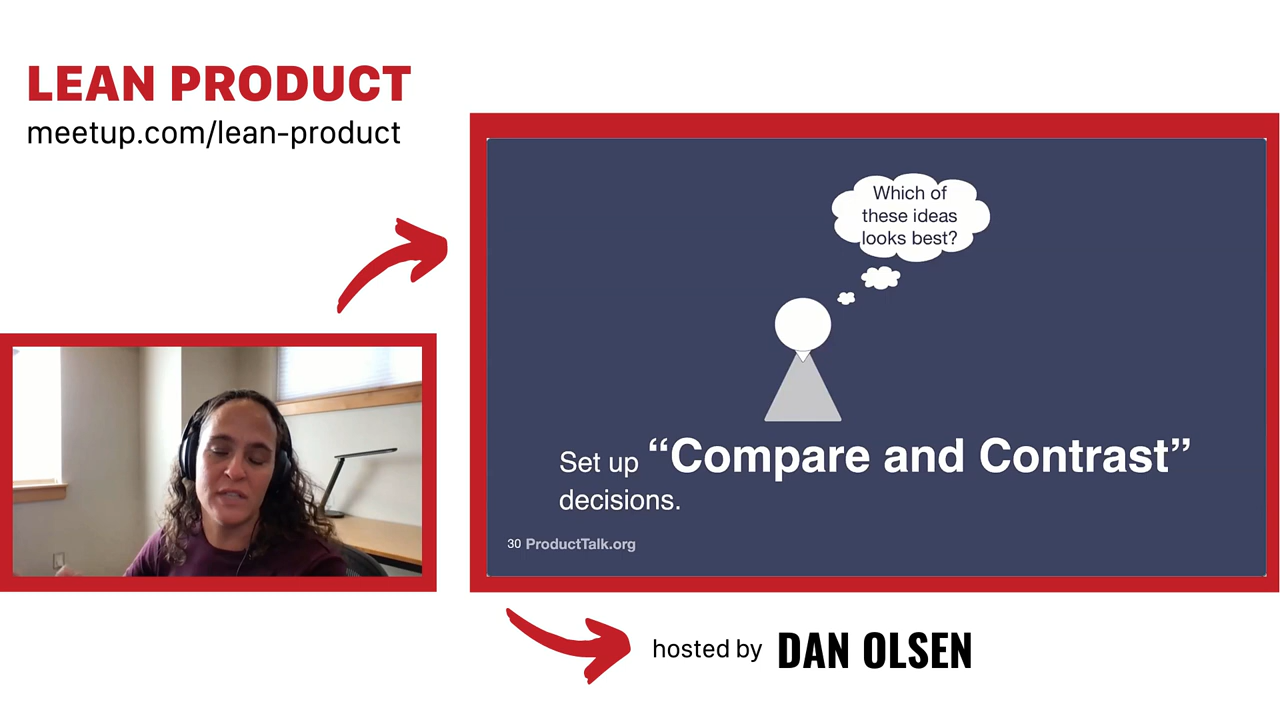 LEAN PRODUCT
meetup.com/lean-product
Which of
these ideas
looks best?
Set up “Compare and Contrast”
decisions.
30 ProductTalk.org
hosted by DAN OLSEN